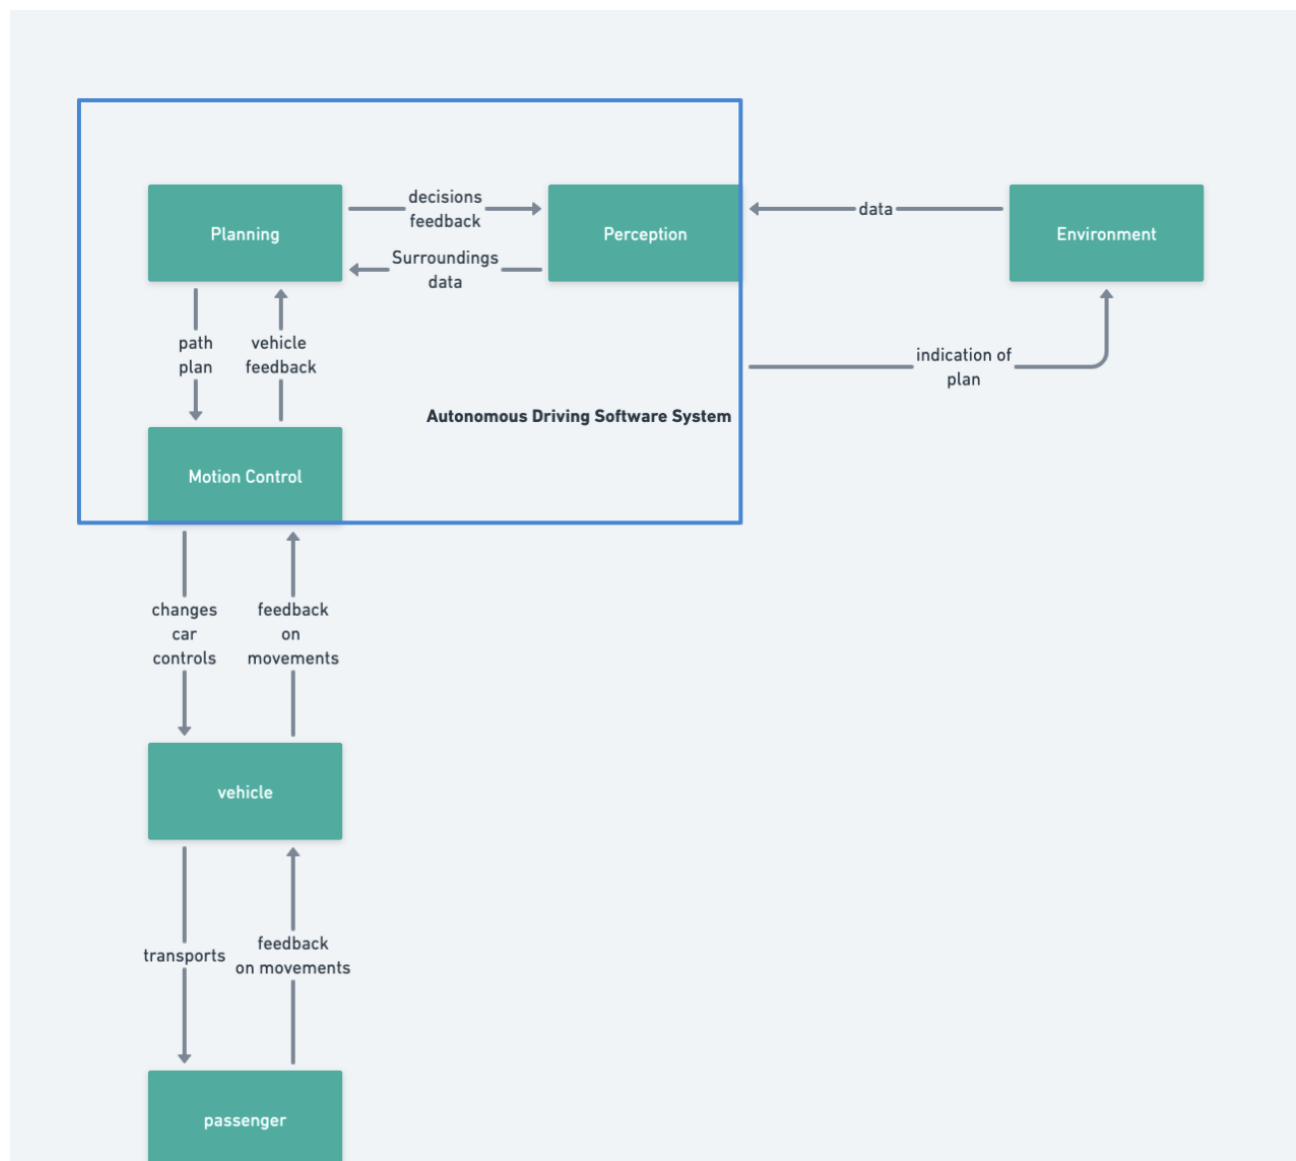 decisions
feedback
Planning
Perception
data
Environment
Surroundings
data
path
plan
vehicle
feedback
indication of
plan
Autonomous Driving Software System
Motion Control
changes
car
controls
feedback
on
movements
vehicle
transports
feedback
on movements
passenger